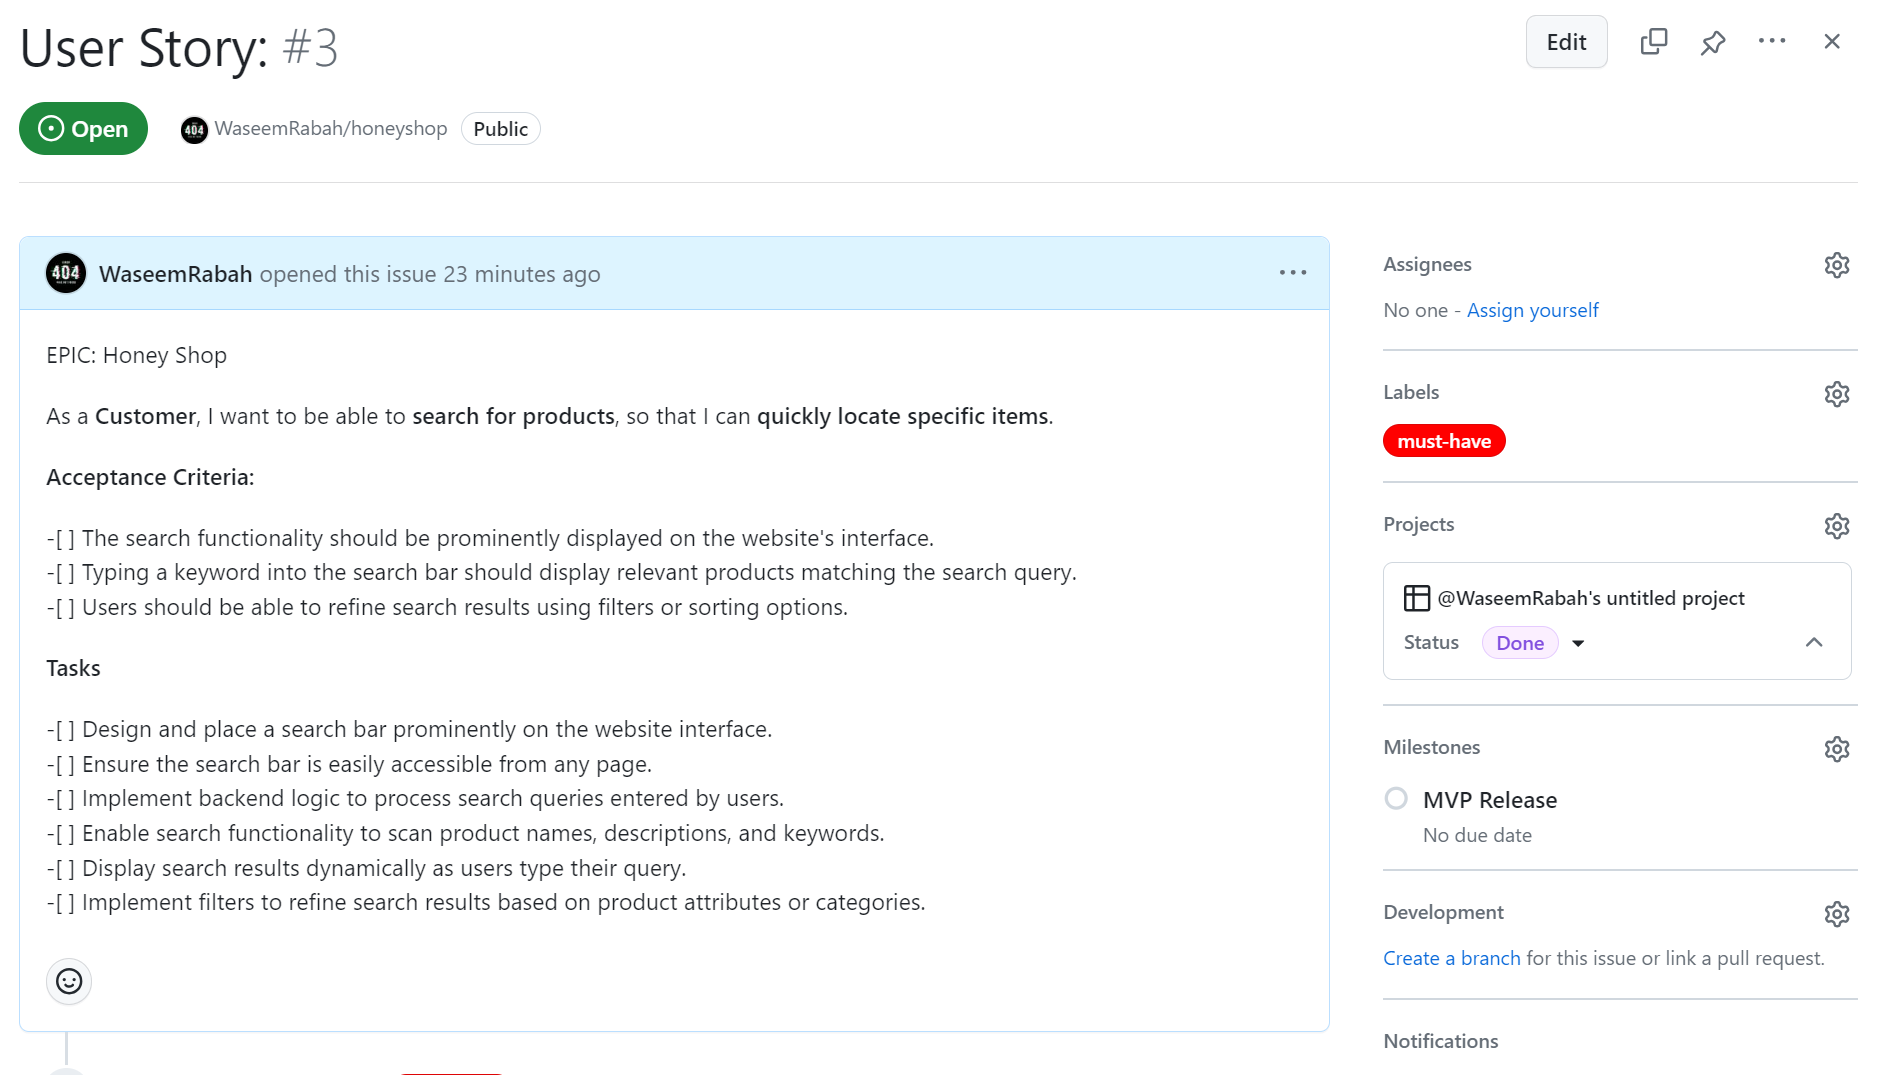 User Story: #3
Edit
Open
WaseemRabah/honeyshop
Public
404
WaseemRabah opened this issue 23 minutes ago
EPIC: Honey Shop
As a Customer, I want to be able to search for products, so that I can quickly locate specific items.
Acceptance Criteria:
-[ ] The search functionality should be prominently displayed on the website's interface.
-[ ] Typing a keyword into the search bar should display relevant products matching the search query.
-[ ] Users should be able to refine search results using filters or sorting options.
Tasks
-[ ] Design and place a search bar prominently on the website interface.
-[ ] Ensure the search bar is easily accessible from any page.
-[ ] Implement backend logic to process search queries entered by users.
-[ ] Enable search functionality to scan product names, descriptions, and keywords.
-[ ] Display search results dynamically as users type their query.
-[ ] Implement filters to refine search results based on product attributes or categories.
Assignees
No one - Assign yourself
Labels
must-have
Projects
@WaseemRabah's untitled project
Status Done
Milestones
MVP Release
No due date
Development
Create a branch for this issue or link a pull request.
Notifications